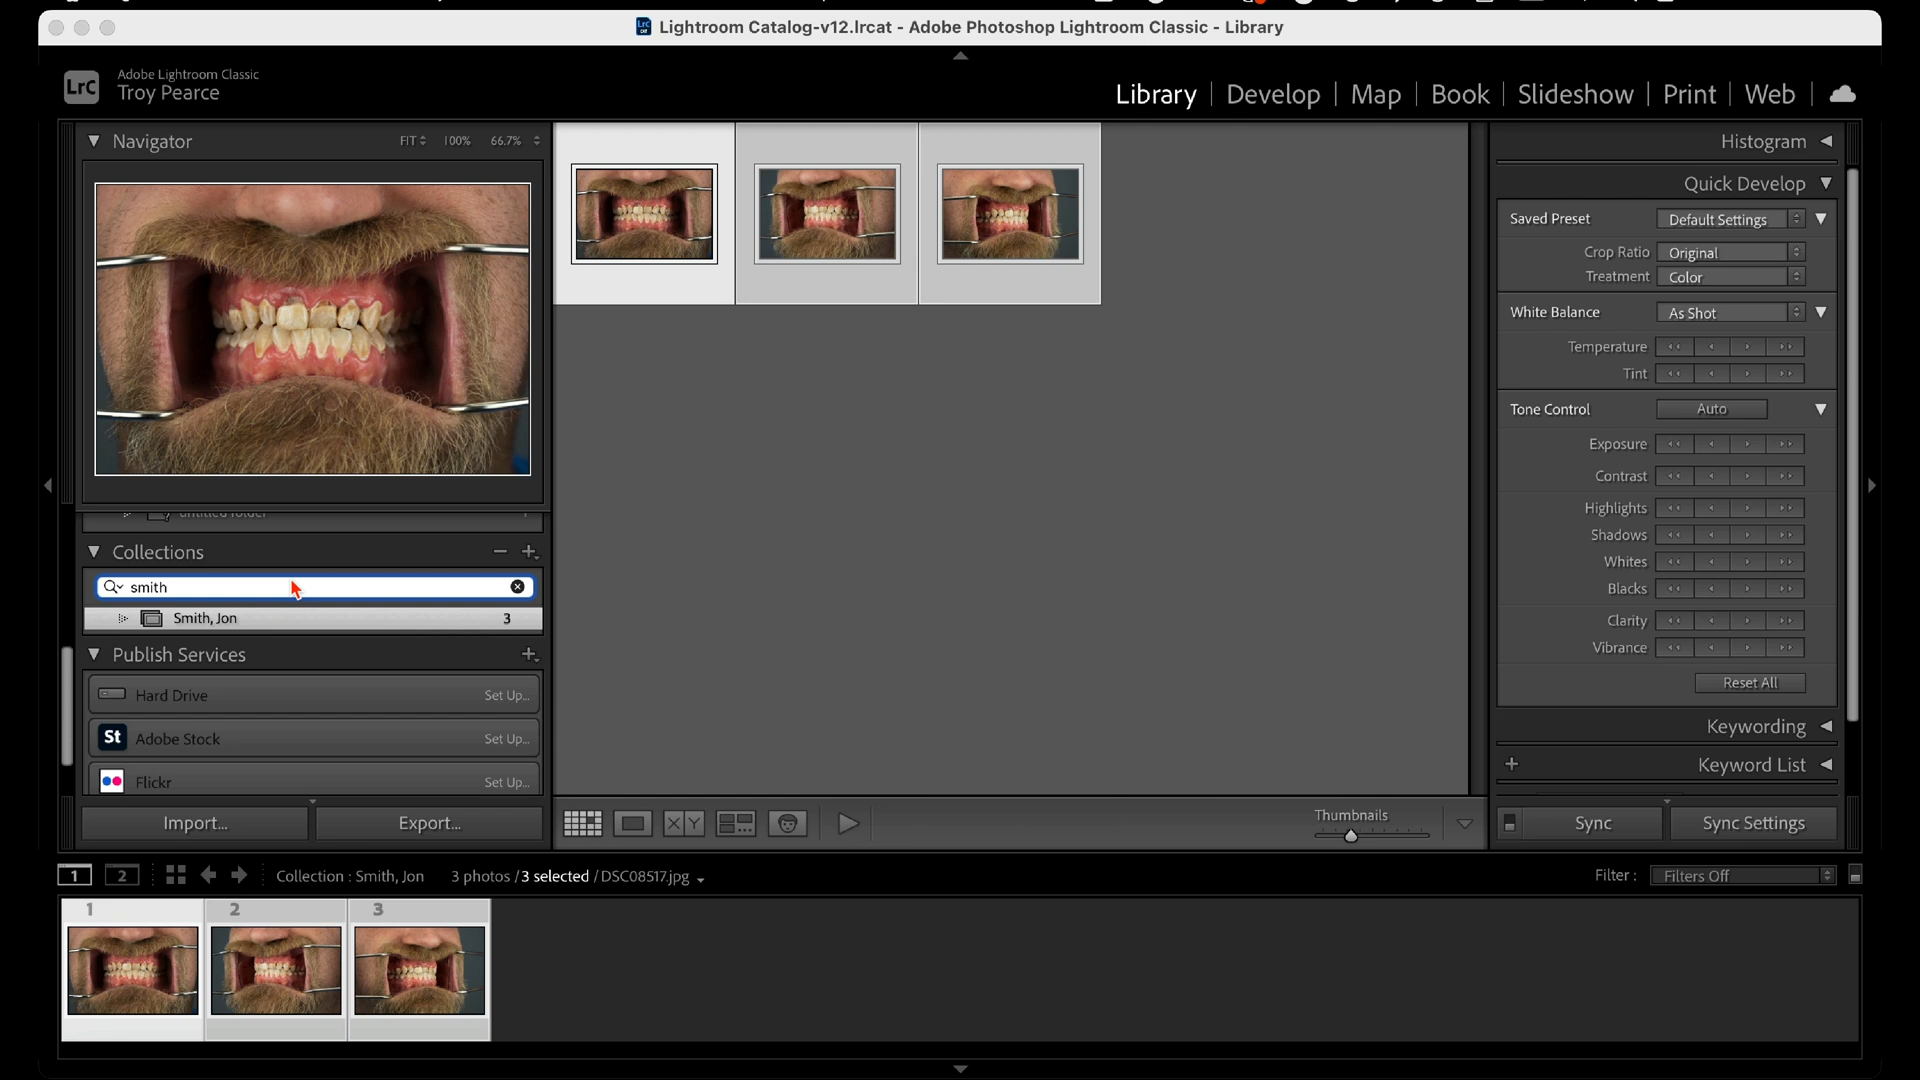 Lightroom Catalog-v12.lrcat - Adobe Photoshop Lightroom Classic - Library
LrC
Adobe Lightroom Classic
Troy Pearce
Library | Develop | Map | Book | Slideshow | Print | Web
Navigator FIT 100% 66.7%
untitled folder
Collections
smith
Smith, Jon 3
Publish Services
Hard Drive Set Up...
St Adobe Stock Set Up...
Flickr Set Up...
Import... Export...
Thumbnails
Histogram
Quick Develop
Saved Preset Default Settings
Crop Ratio Original
Treatment Color
White Balance As Shot
Temperature
Tint
Tone Control Auto
Exposure
Contrast
Highlights
Shadows
Whites
Blacks
Clarity
Vibrance
Reset All
Keywording
Keyword List
Sync Sync Settings
1 2 Collection : Smith, Jon 3 photos / 3 selected / DSC08517.jpg Filter : Filters Off
1 2 3